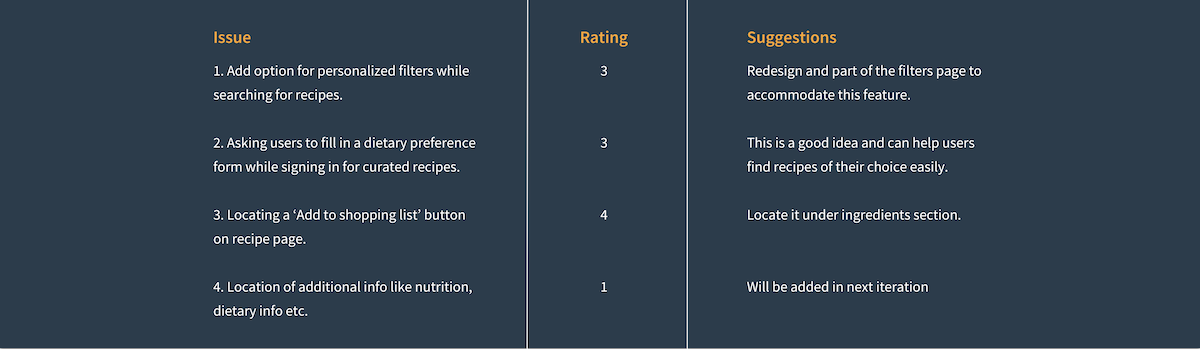 Issue
Rating
Suggestions
1. Add option for personalized filters while
searching for recipes.
3
Redesign and part of the filters page to
accommodate this feature.
2. Asking users to fill in a dietary preference
form while signing in for curated recipes.
3
This is a good idea and can help users
find recipes of their choice easily.
3. Locating a ‘Add to shopping list’ button
on recipe page.
4
Locate it under ingredients section.
4. Location of additional info like nutrition,
dietary info etc.
1
Will be added in next iteration